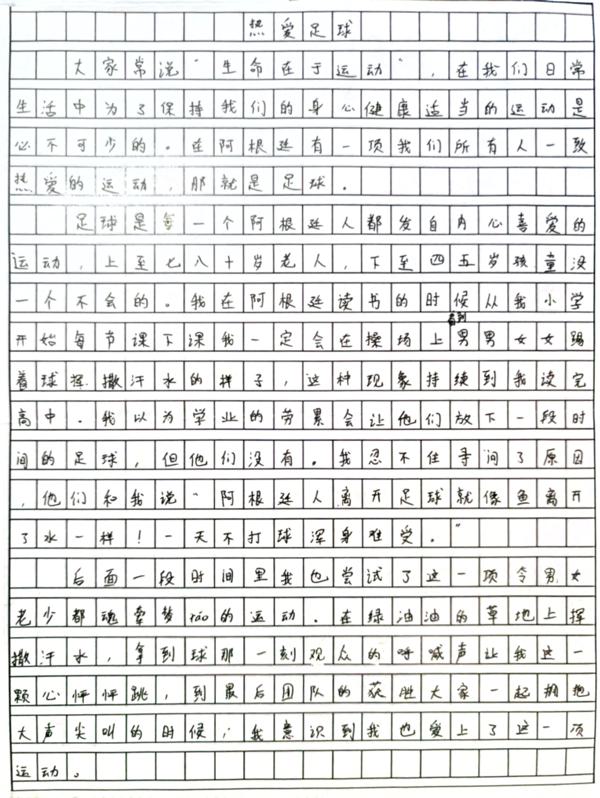 热爱足球
大家常说“生命在于运动”，在我们日常
生活中为了保持我们的身心健康适当的运动是
必不可少的。在阿根廷有一项我们所有人一致
热爱的运动，那就是足球。
足球是每一个阿根廷人都发自内心喜爱的
运动，上至七八十岁老人，下至四五岁孩童没
一个不会的。我在阿根廷读书的时候从我小学
开始每节课下课我一定会在操场上看到男男女女踢
着球挥撒汗水的样子，这种现象持续到我读完
高中。我以为学业的劳累会让他们放下一段时
间的足球，但他们没有。我忍不住寻问了原因
，他们和我说“阿根廷人离开足球就像鱼离开
了水一样！一天不打球浑身难受。”
后面一段时间里我也尝试了这一项令男女
老少都魂牵梦rao的运动。在绿油油的草地上挥
撒汗水，拿到球那一刻观众的呼喊声让我这一
颗心怦怦跳，到最后团队的获胜大家一起拥抱
大声尖叫的时候，我意识到我也爱上了这一项
运动。